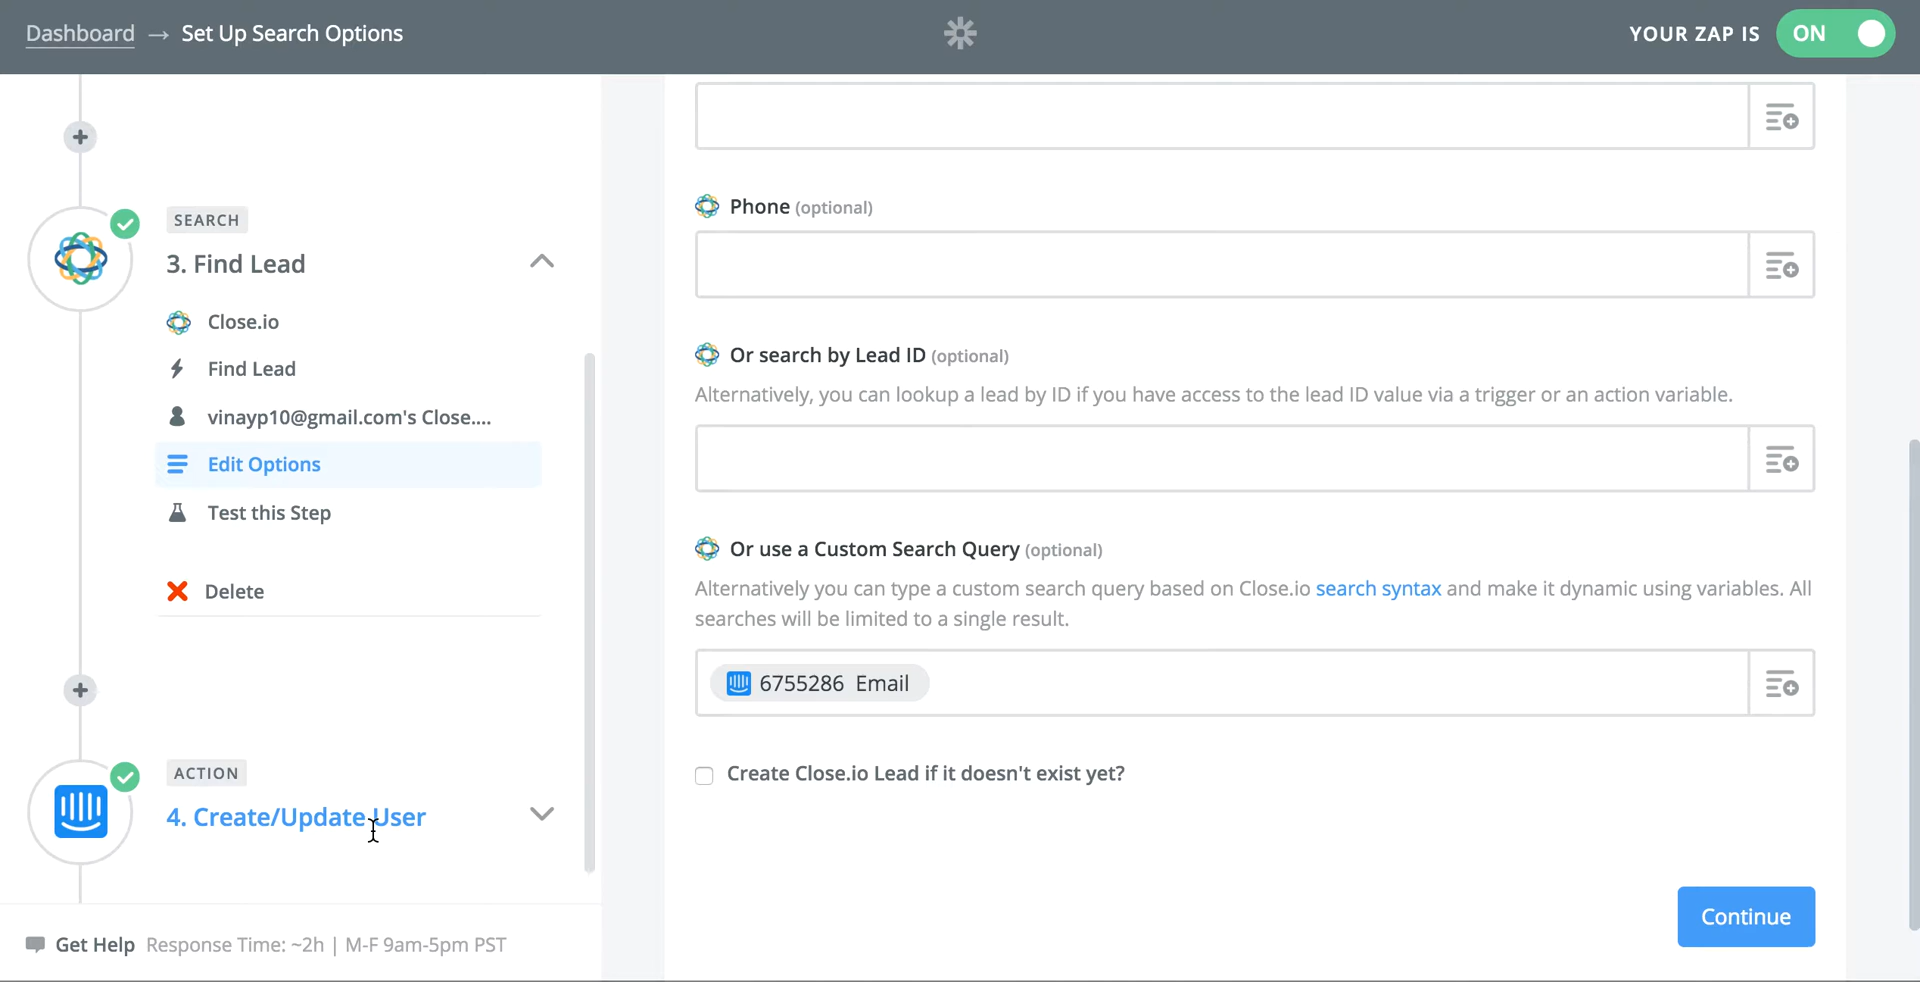 Dashboard → Set Up Search Options
YOUR ZAP IS ON
SEARCH
3. Find Lead
Close.io
Find Lead
vinayp10@gmail.com's Close....
Edit Options
Test this Step
Delete
ACTION
4. Create/Update User
Get Help Response Time: ~2h | M-F 9am-5pm PST
Phone (optional)
Or search by Lead ID (optional)
Alternatively, you can lookup a lead by ID if you have access to the lead ID value via a trigger or an action variable.
Or use a Custom Search Query (optional)
Alternatively you can type a custom search query based on Close.io search syntax and make it dynamic using variables. All
searches will be limited to a single result.
6755286 Email
Create Close.io Lead if it doesn't exist yet?
Continue